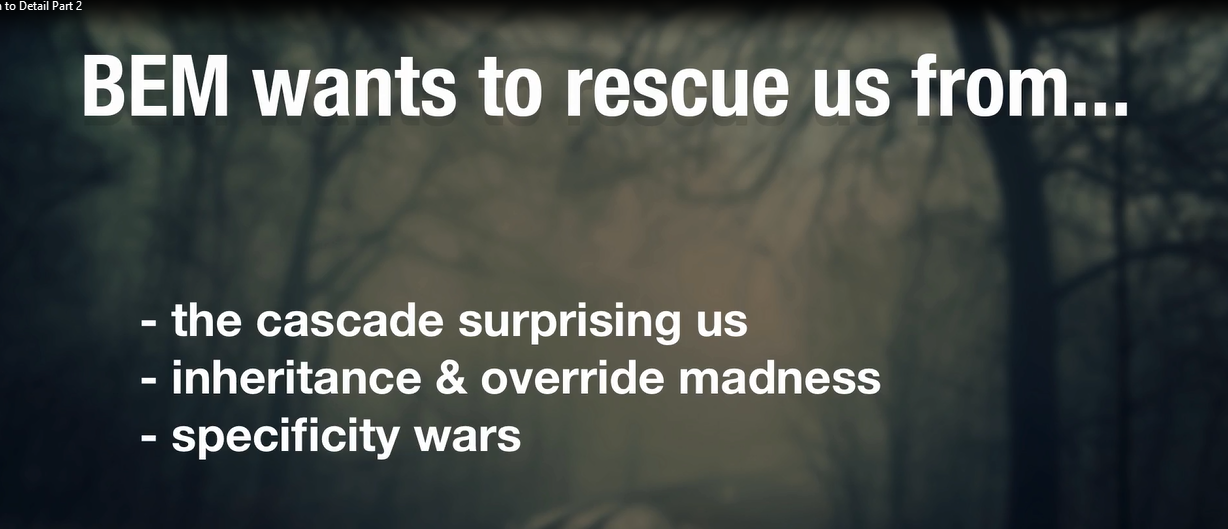 to Detail Part 2
BEM wants to rescue us from...
- the cascade surprising us
- inheritance & override madness
- specificity wars